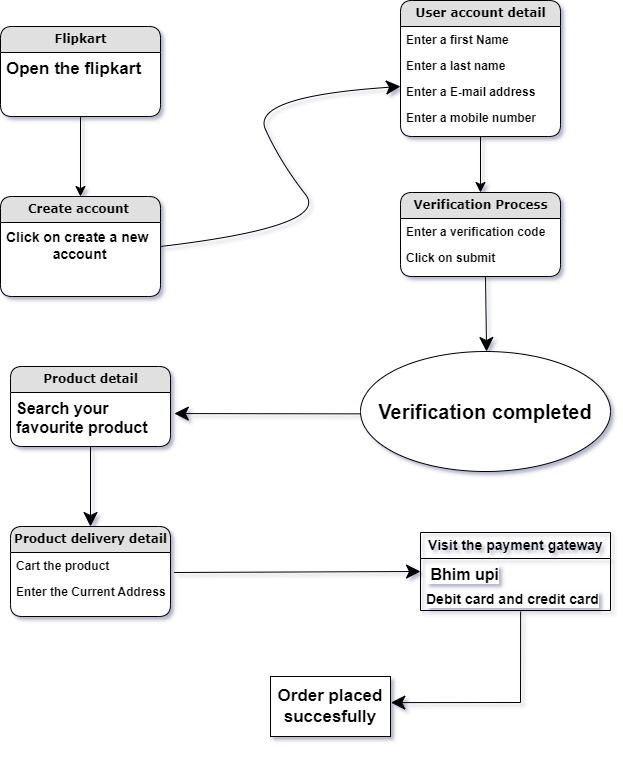 Flipkart
Open the flipkart
Create account
Click on create a new
account
User account detail
Enter a first Name
Enter a last name
Enter a E-mail address
Enter a mobile number
Verification Process
Enter a verification code
Click on submit
Verification completed
Product detail
Search your
favourite product
Product delivery detail
Cart the product
Enter the Current Address
Visit the payment gateway
Bhim upi
Debit card and credit card
Order placed
succesfully